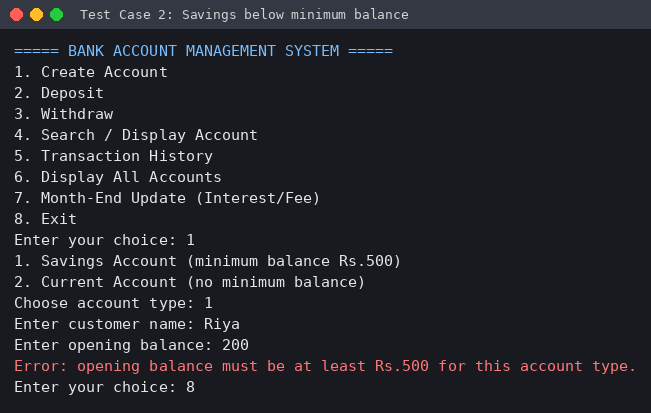 Test Case 2: Savings below minimum balance
===== BANK ACCOUNT MANAGEMENT SYSTEM =====
1. Create Account
2. Deposit
3. Withdraw
4. Search / Display Account
5. Transaction History
6. Display All Accounts
7. Month-End Update (Interest/Fee)
8. Exit
Enter your choice: 1
1. Savings Account (minimum balance Rs.500)
2. Current Account (no minimum balance)
Choose account type: 1
Enter customer name: Riya
Enter opening balance: 200
Error: opening balance must be at least Rs.500 for this account type.
Enter your choice: 8